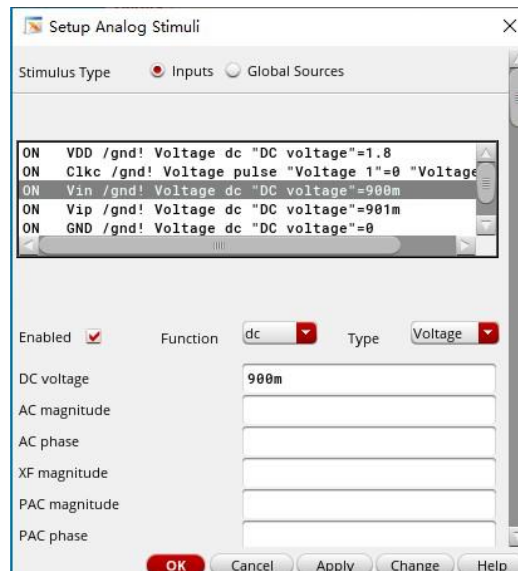 Setup Analog Stimuli
Stimulus Type Inputs Global Sources
ON VDD /gnd! Voltage dc "DC voltage"=1.8
ON Clkc /gnd! Voltage pulse "Voltage 1"=0 "Voltage
ON Vin /gnd! Voltage dc "DC voltage"=900m
ON Vip /gnd! Voltage dc "DC voltage"=901m
ON GND /gnd! Voltage dc "DC voltage"=0
Enabled Function dc Type Voltage
DC voltage 900m
AC magnitude
AC phase
XF magnitude
PAC magnitude
PAC phase
OK Cancel Apply Change Help